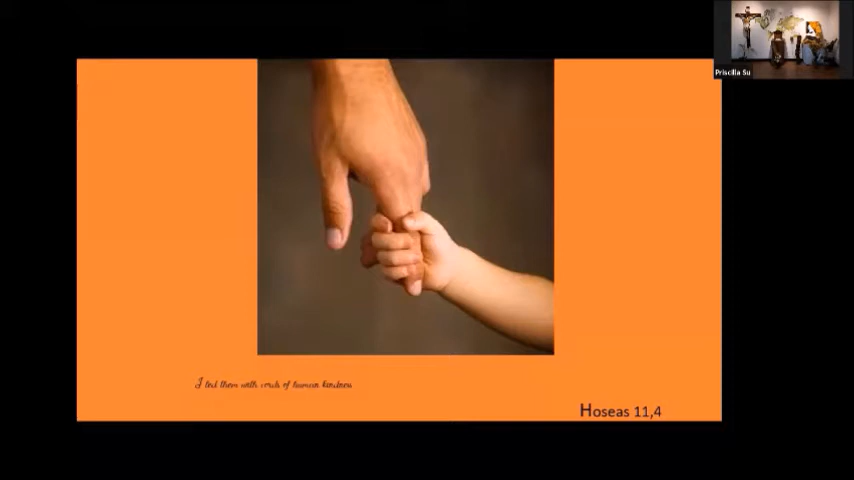 Priscilla Su
I led them with cords of human kindness
Hoseas 11,4